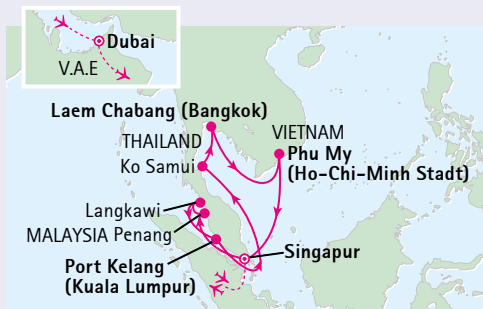 Dubai
V.A.E
Laem Chabang (Bangkok)
THAILAND
VIETNAM
Ko Samui
Phu My
(Ho-Chi-Minh Stadt)
Langkawi
MALAYSIA Penang
Singapur
Port Kelang
(Kuala Lumpur)